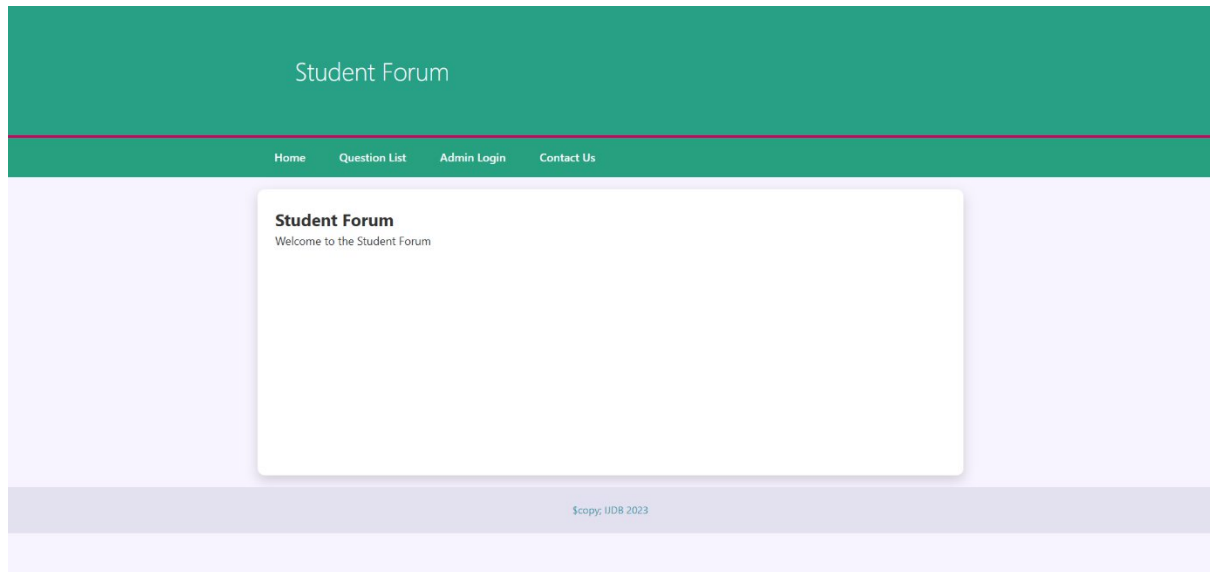 Student Forum
Home Question List Admin Login Contact Us
Student Forum
Welcome to the Student Forum
$copy; IJDB 2023